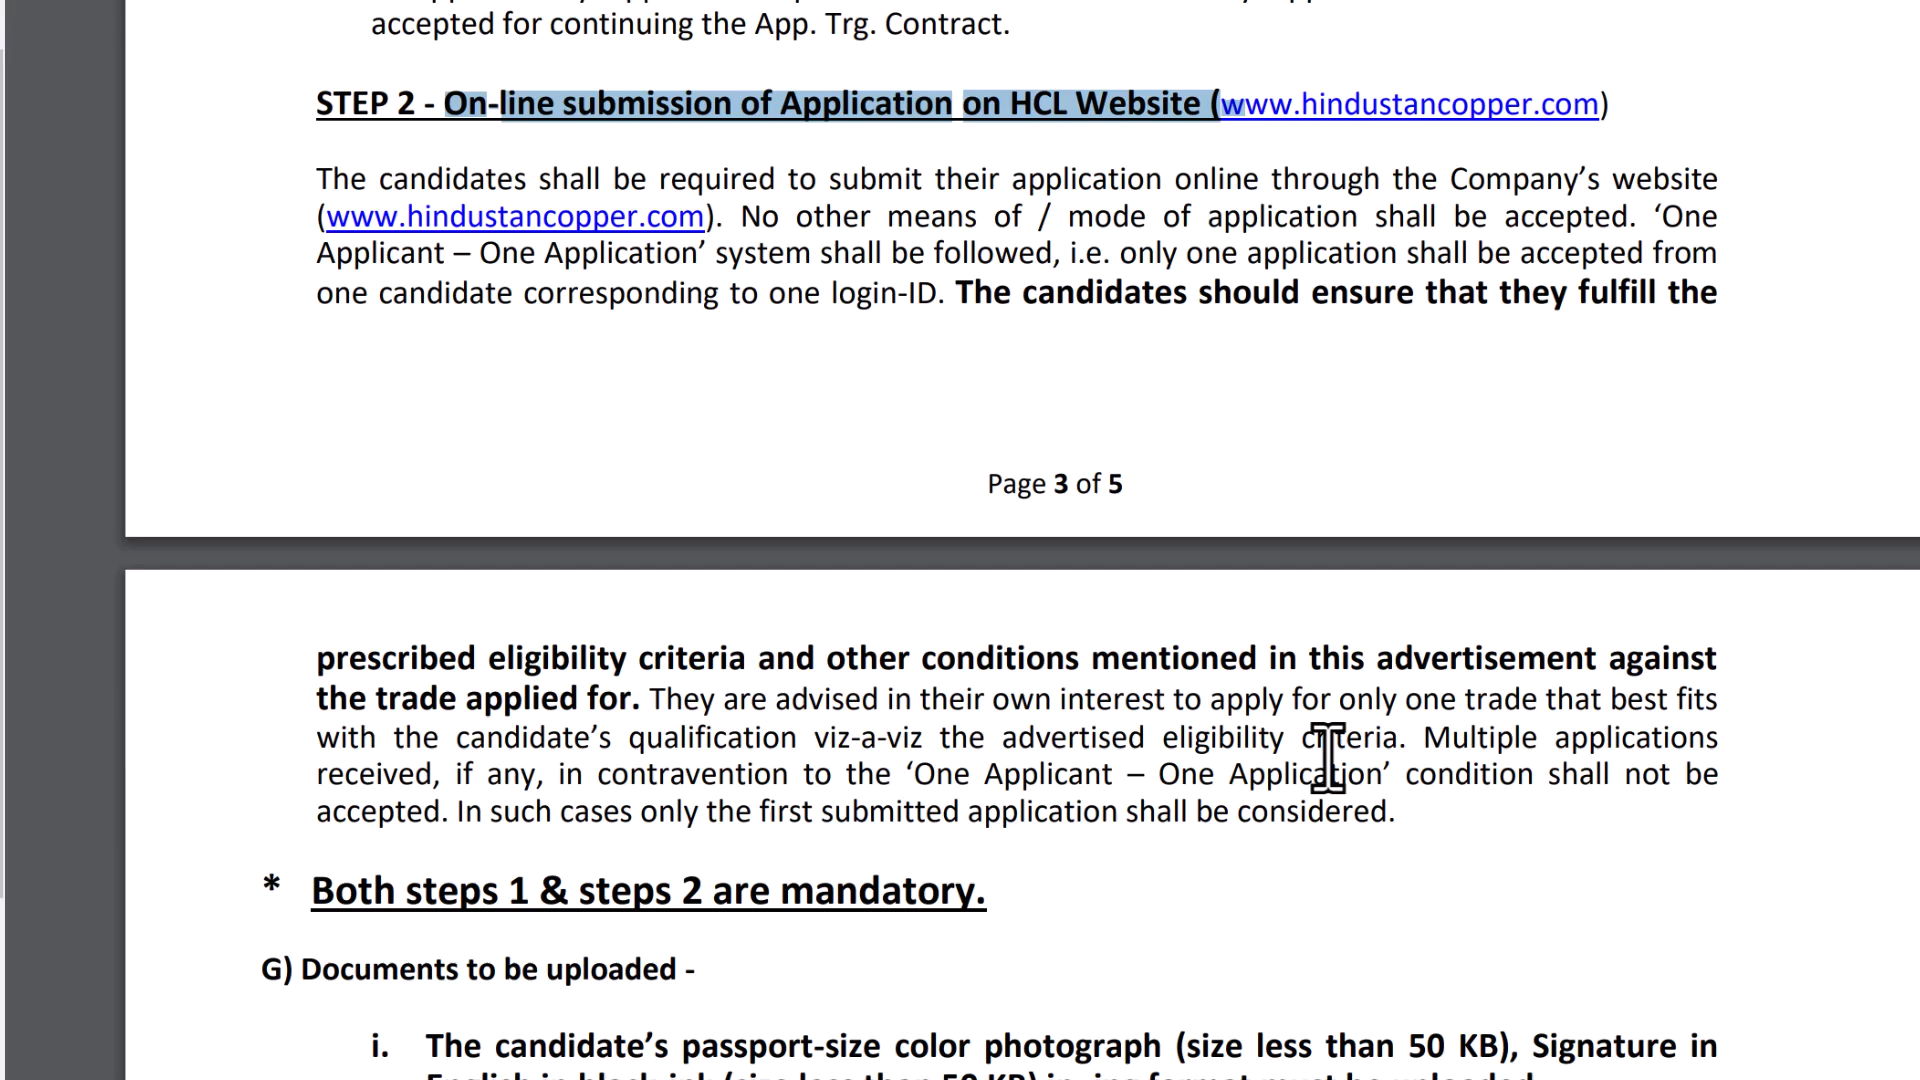 accepted for continuing the App. Trg. Contract.
STEP 2 - On-line submission of Application on HCL Website (www.hindustancopper.com)
The candidates shall be required to submit their application online through the Company’s website
(www.hindustancopper.com). No other means of / mode of application shall be accepted. ‘One
Applicant – One Application’ system shall be followed, i.e. only one application shall be accepted from
one candidate corresponding to one login-ID. The candidates should ensure that they fulfill the
Page 3 of 5
prescribed eligibility criteria and other conditions mentioned in this advertisement against
the trade applied for. They are advised in their own interest to apply for only one trade that best fits
with the candidate’s qualification viz-a-viz the advertised eligibility criteria. Multiple applications
received, if any, in contravention to the ‘One Applicant – One Application’ condition shall not be
accepted. In such cases only the first submitted application shall be considered.
* Both steps 1 & steps 2 are mandatory.
G) Documents to be uploaded -
i. The candidate’s passport-size color photograph (size less than 50 KB), Signature in